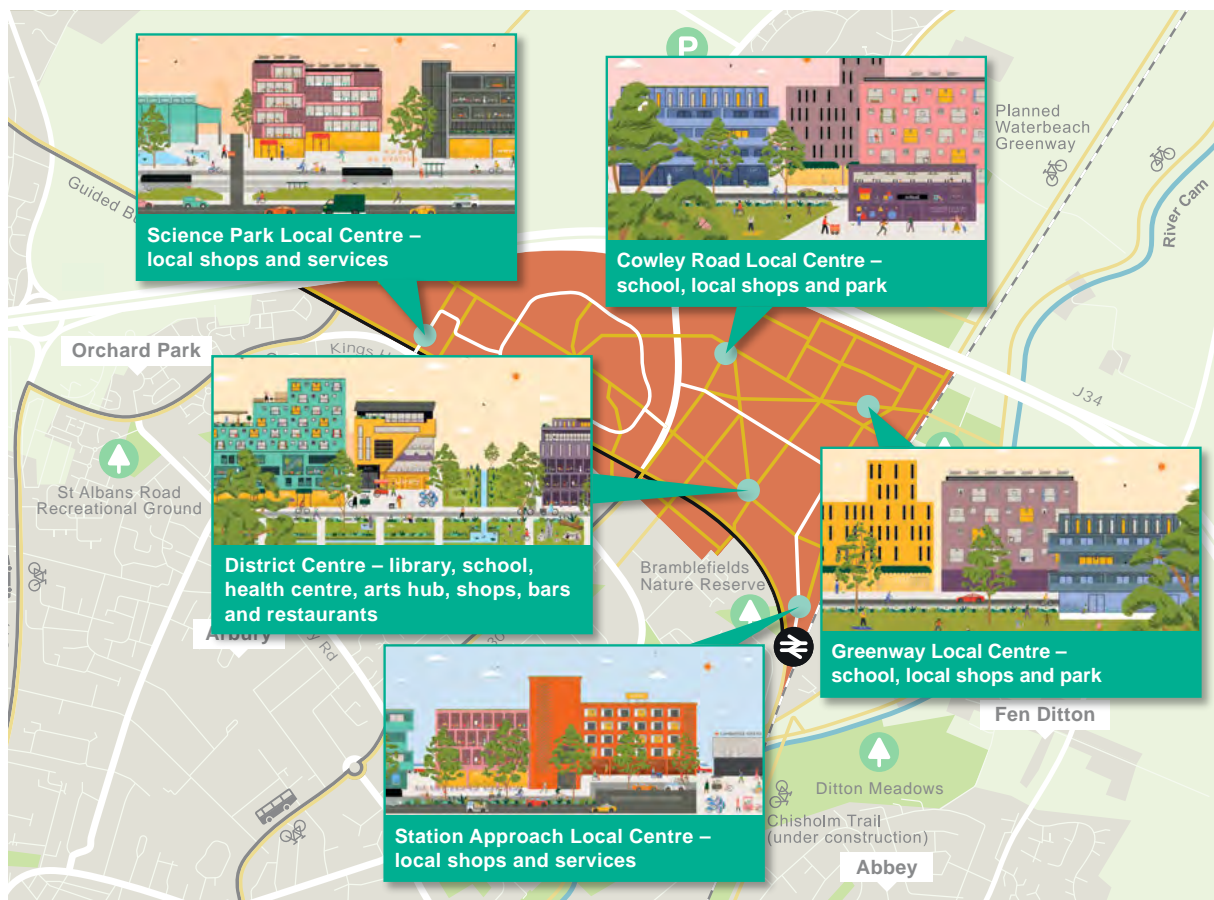 P
Science Park Local Centre –
local shops and services
Cowley Road Local Centre –
school, local shops and park
Planned
Waterbeach
Greenway
River Cam
Orchard Park
J34
St Albans Road
Recreational Ground
District Centre – library, school,
health centre, arts hub, shops, bars
and restaurants
Bramblefields
Nature Reserve
Arbury
Rd
Greenway Local Centre –
school, local shops and park
Fen Ditton
Station Approach Local Centre –
local shops and services
Ditton Meadows
Chisholm Trail
(under construction)
Abbey